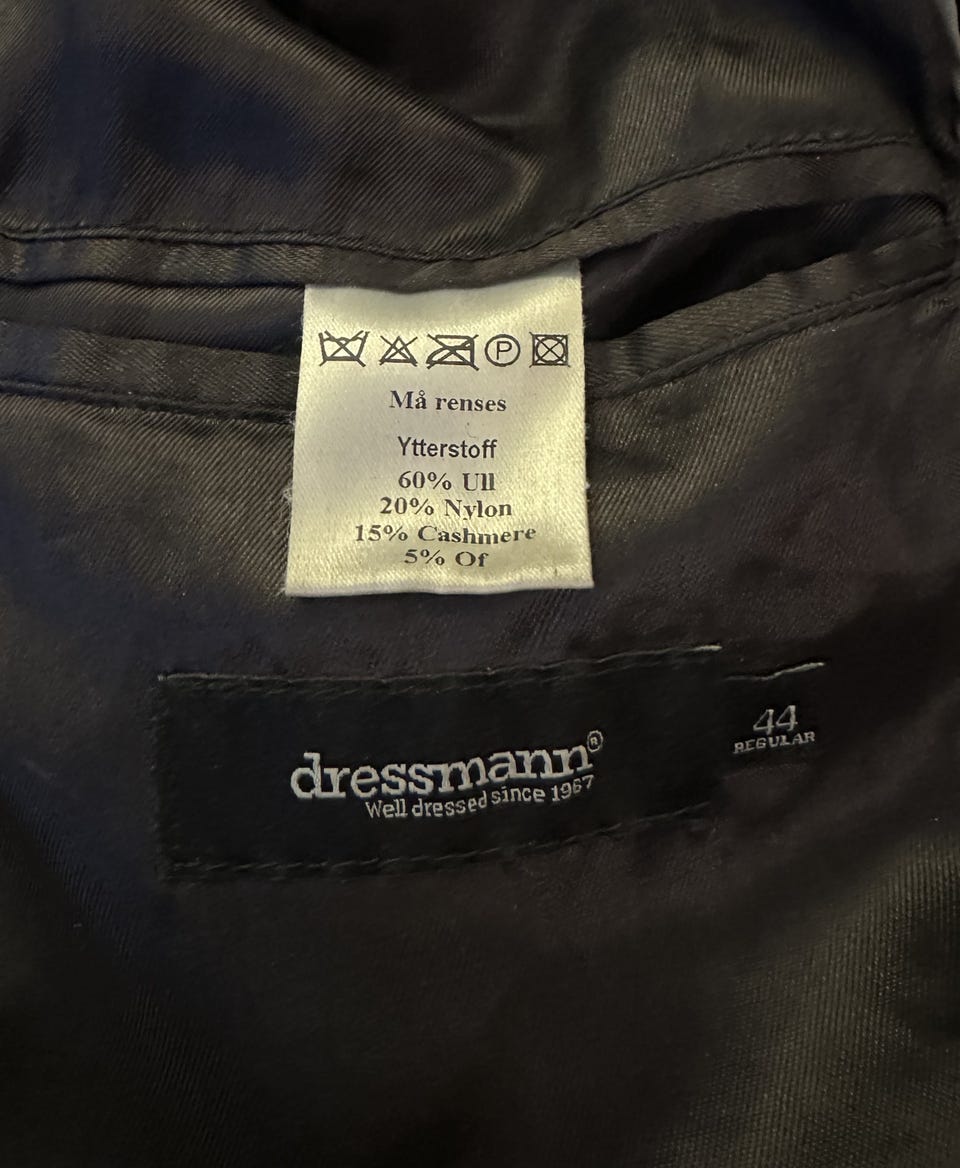 P
Må renses
Ytterstoff
60% Ull
20% Nylon
15% Cashmere
5% Of
dressmann®
Well dressed since 1967
44
REGULAR